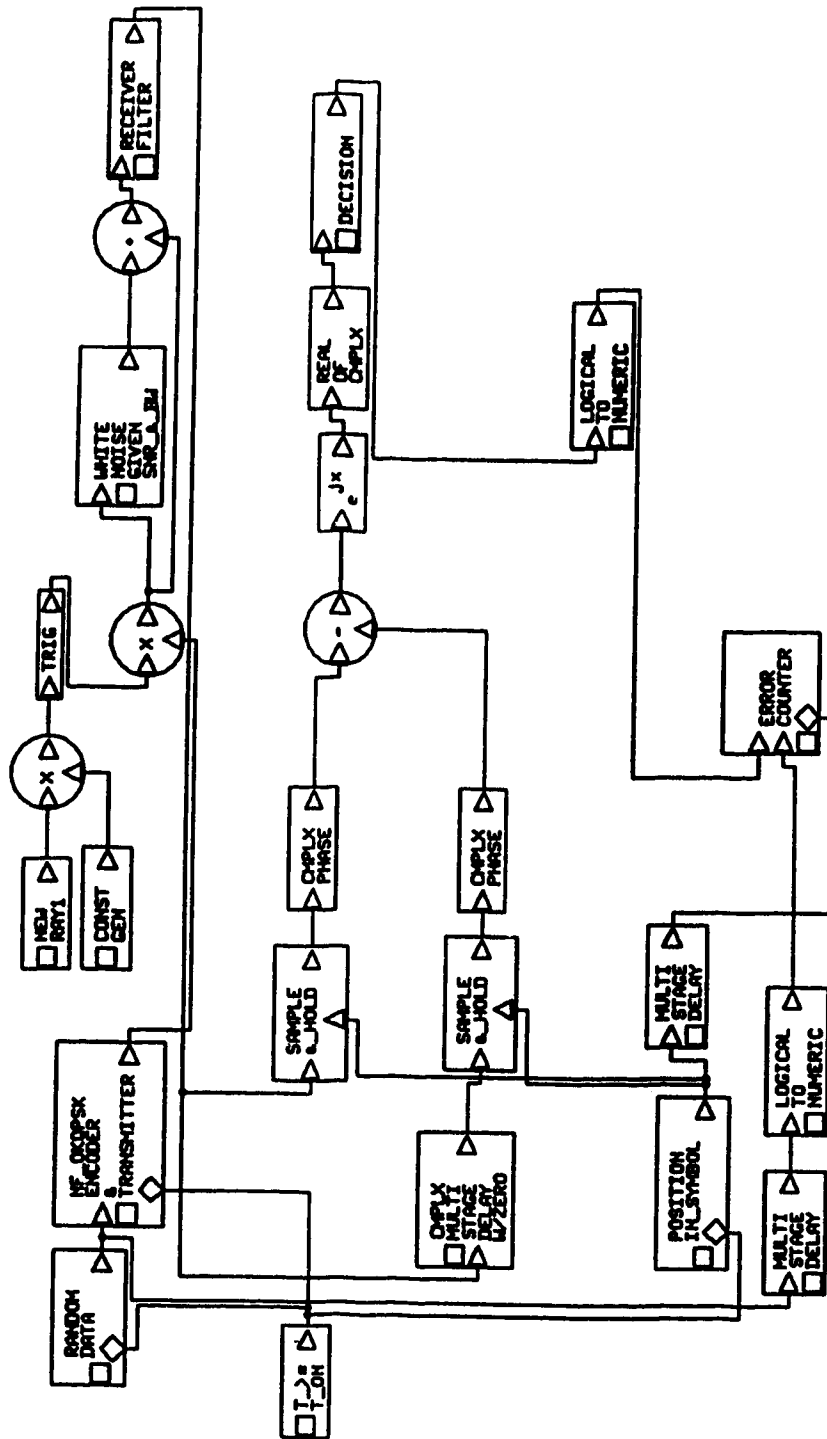 RANDOM
DATA
MF_OKQPSK
ENCODER
&
TRANSMITTER
NEW
RAY1
CONST
GEN
X
TRIG
X
WHITE
NOISE
GIVEN
SNR_&_BW
RECEIVER
FILTER
T_>=
T_ON
SAMPLE
&_HOLD
CMPLX
PHASE
-
e jx
REAL
OF
CMPLX
DECISION
CMPLX
MULTI
STAGE
DELAY
W/ZERO
SAMPLE
&_HOLD
CMPLX
PHASE
POSITION
IN_SYMBOL
MULTI
STAGE
DELAY
LOGICAL
TO
NUMERIC
MULTI
STAGE
DELAY
LOGICAL
TO
NUMERIC
ERROR
COUNTER